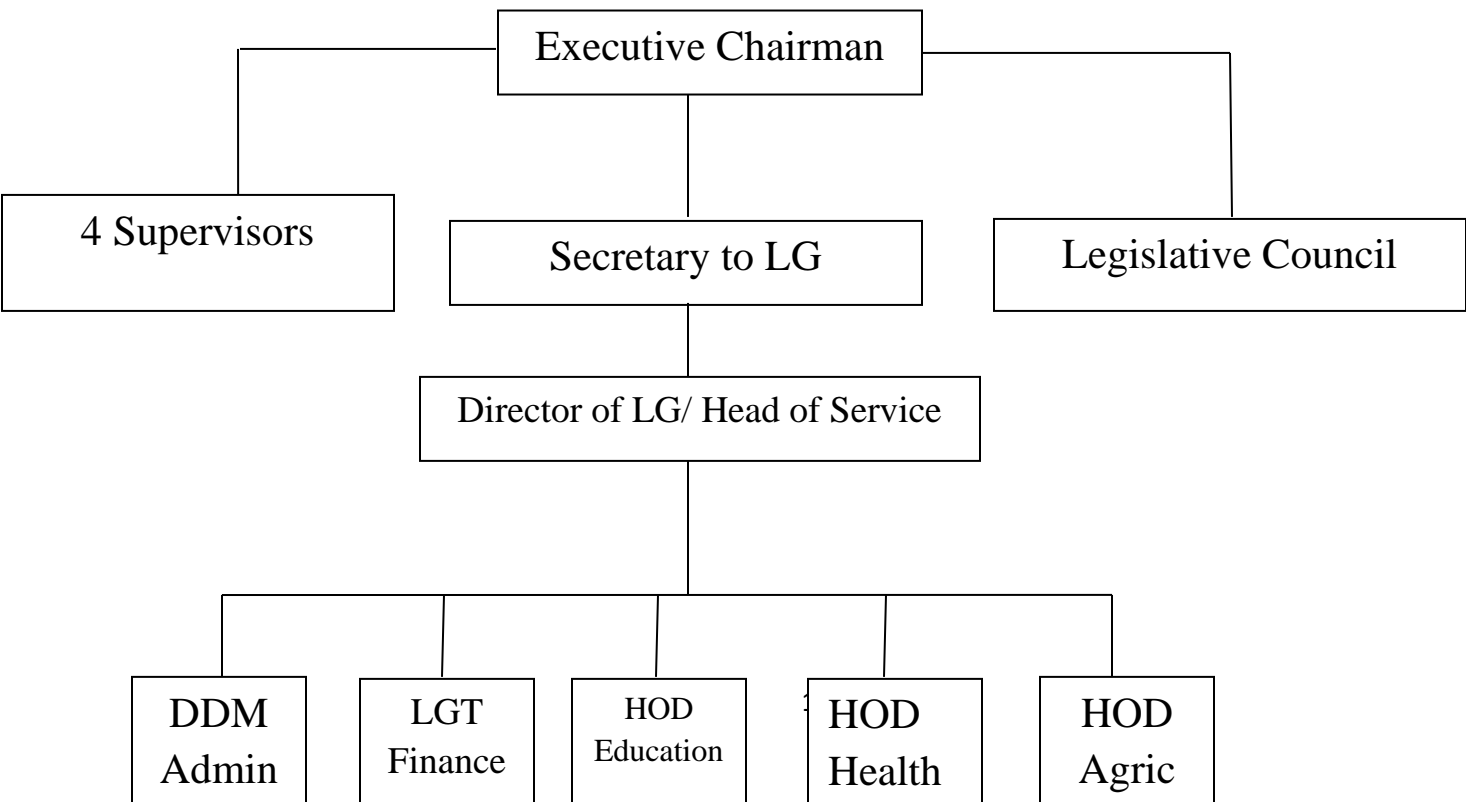 Executive Chairman
4 Supervisors
Secretary to LG
Legislative Council
Director of LG/ Head of Service
DDM
Admin
LGT
Finance
HOD
Education
HOD
Health
HOD
Agric